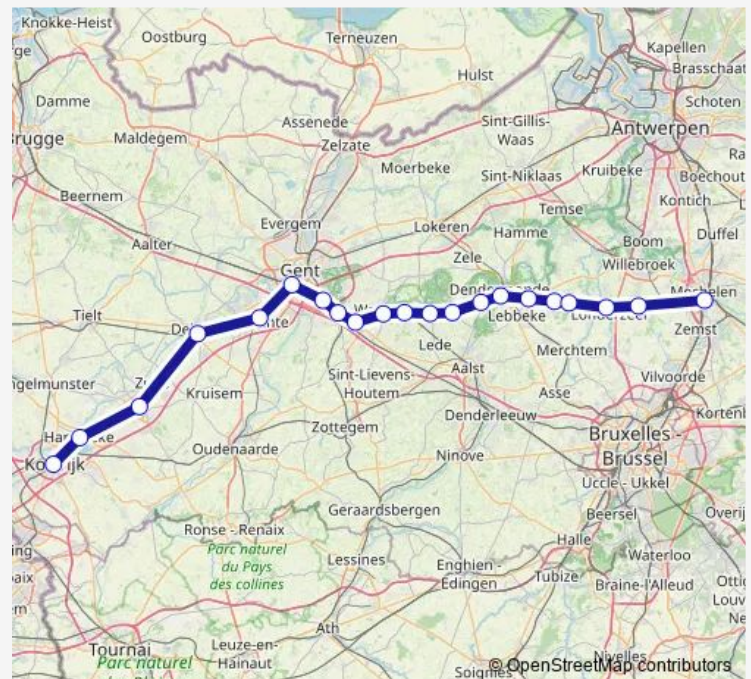 Knokke-Heist
Oostburg
Terneuzen
Kapellen
Brasschaat
Hulst
Damme
Schoten
Assenede
Sint-Gillis-
Waas
Antwerpen
Maldegem
Zelzate
Moerbeke
Kruibeke
Sint-Niklaas
Boechout
Beernem
Kontich
Temse
Evergem
Lokeren
Hamme
Duffel
Aalter
Boom
Zele
Willebroek
Gent
Tielt
Lebbeke
Zemst
Lede
Merchtem
Sint-Lievens-
Houtem
Aalst
Vilvoorde
Kruisem
Asse
Denderleeuw
Zottegem
Bruxelles -
Brussel
Oudenaarde
Ninove
Uccle - Ukkel
Geraardsbergen
Beersel
Ronse - Renaix
Halle
Parc naturel
du Pays
des collines
Lessines
Enghien -
Edingen
Waterloo
Tubize
Braine-l'Alleud
Ath
Tournai
Leuze-en-
Hainaut
Parc naturel
Nivelles
Soignies
© OpenStreetMap contributors